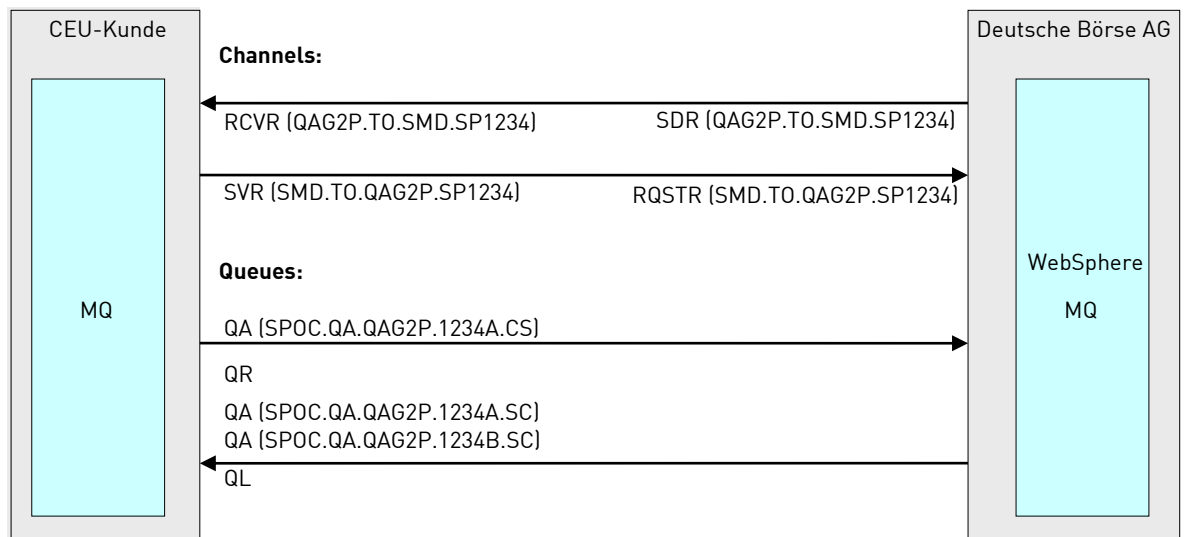 CEU-Kunde
Deutsche Börse AG
Channels:
RCVR (QAG2P.TO.SMD.SP1234)
SDR (QAG2P.TO.SMD.SP1234)
SVR (SMD.TO.QAG2P.SP1234)
RQSTR (SMD.TO.QAG2P.SP1234)
Queues:
MQ
WebSphere
MQ
QA (SPOC.QA.QAG2P.1234A.CS)
QR
QA (SPOC.QA.QAG2P.1234A.SC)
QA (SPOC.QA.QAG2P.1234B.SC)
QL